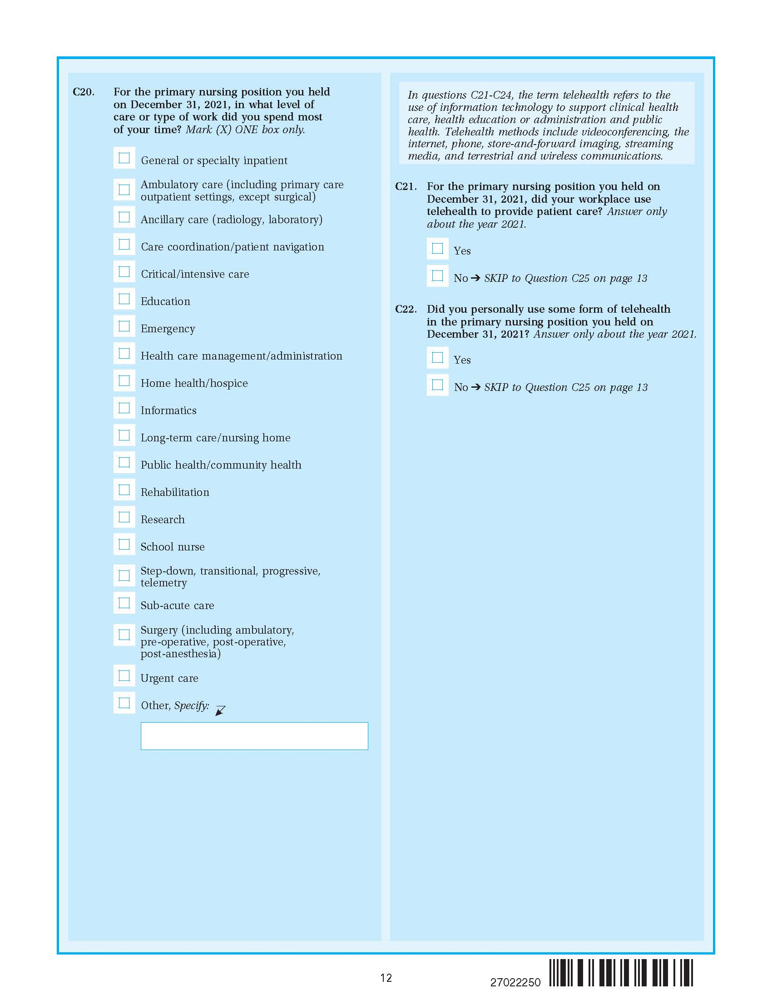 C20. For the primary nursing position you held
on December 31, 2021, in what level of
care or type of work did you spend most
of your time? Mark (X) ONE box only.
General or specialty inpatient
Ambulatory care (including primary care
outpatient settings, except surgical)
Ancillary care (radiology, laboratory)
Care coordination/patient navigation
Critical/intensive care
Education
Emergency
Health care management/administration
Home health/hospice
Informatics
Long-term care/nursing home
Public health/community health
Rehabilitation
Research
School nurse
Step-down, transitional, progressive,
telemetry
Sub-acute care
Surgery (including ambulatory,
pre-operative, post-operative,
post-anesthesia)
Urgent care
Other, Specify:
In questions C21-C24, the term telehealth refers to the
use of information technology to support clinical health
care, health education or administration and public
health. Telehealth methods include videoconferencing, the
internet, phone, store-and-forward imaging, streaming
media, and terrestrial and wireless communications.
C21. For the primary nursing position you held on
December 31, 2021, did your workplace use
telehealth to provide patient care? Answer only
about the year 2021.
Yes
No ➔ SKIP to Question C25 on page 13
C22. Did you personally use some form of telehealth
in the primary nursing position you held on
December 31, 2021? Answer only about the year 2021.
Yes
No ➔ SKIP to Question C25 on page 13
12
27022250